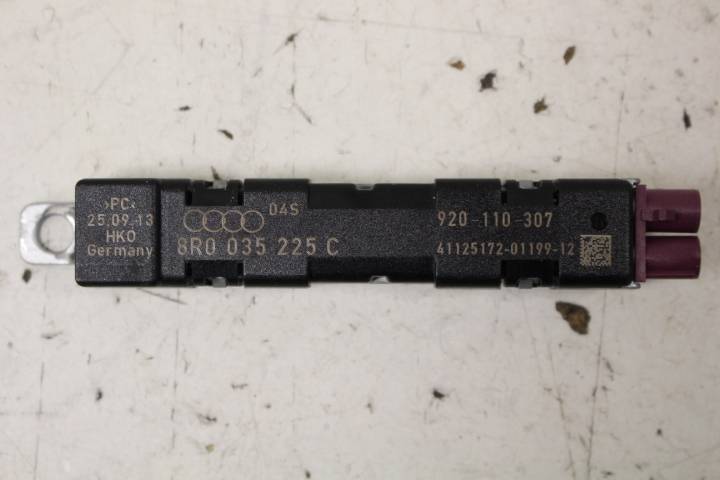 >PC<
25.09.13
HKO
Germany
04S
8R0 035 225 C
920-110-307
41125172-01199-12